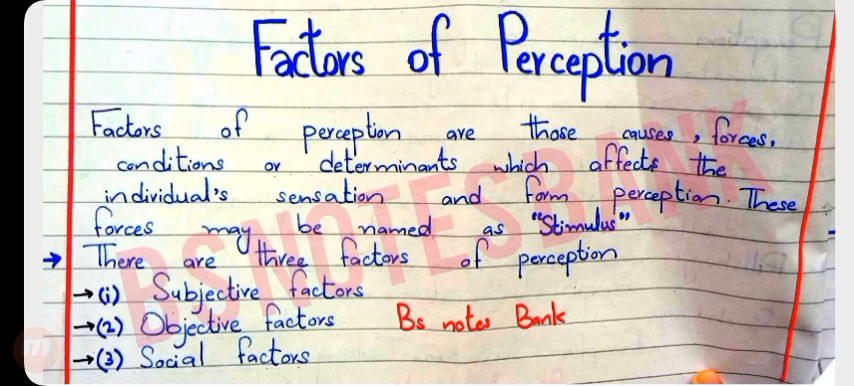 Factors of Perception
Factors of perception are those causes, forces,
conditions or determinants which affects the
individual's sensation and form perception. These
forces may be named as "Stimulus"
→ There are three factors of perception
→(i) Subjective factors
→(2) Objective factors Bs notes Bank
→(3) Social factors
BSNOTESBANK